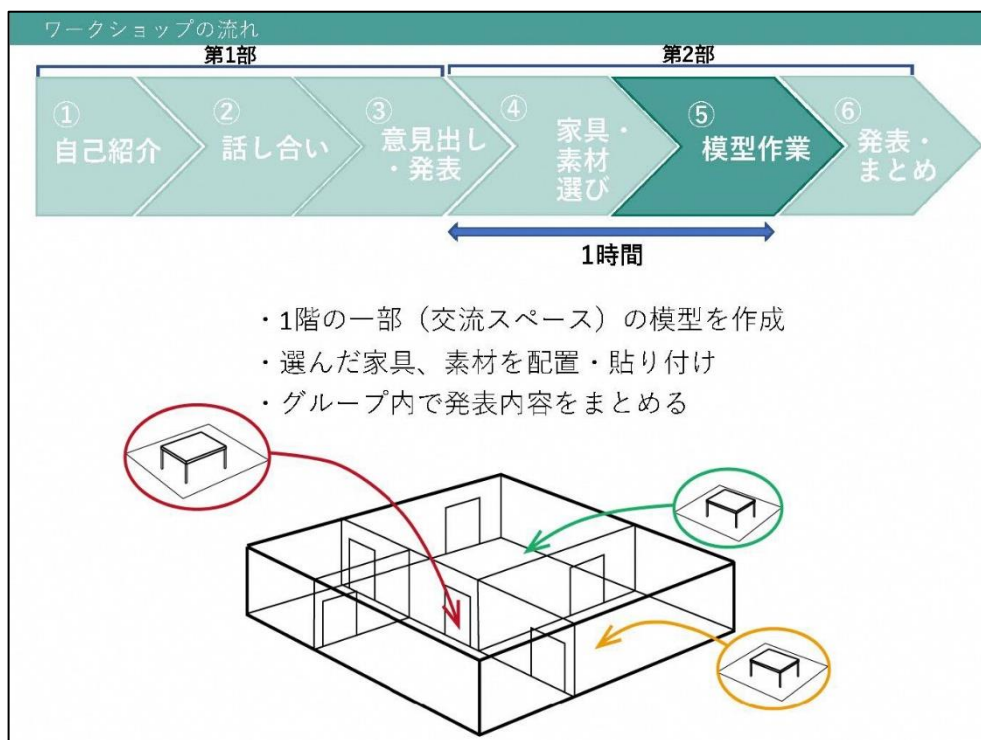 ワークショップの流れ
第1部
第2部
①
自己紹介
②
話し合い
③
意見出し
・発表
④
家具・
素材
選び
⑤
模型作業
⑥
発表・
まとめ
1時間
・1階の一部（交流スペース）の模型を作成
・選んだ家具、素材を配置・貼り付け
・グループ内で発表内容をまとめる